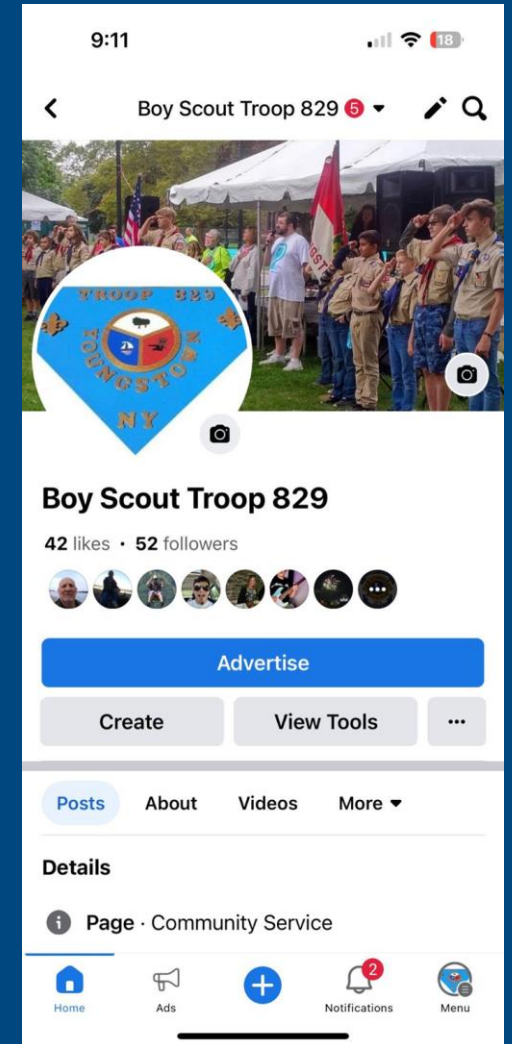 9:11
18
Boy Scout Troop 829 5
TROOP 829
YOUNGSTOWN
NY
Boy Scout Troop 829
42 likes · 52 followers
Advertise
Create View Tools
Posts About Videos More
Details
Page · Community Service
2
Home Ads Notifications Menu